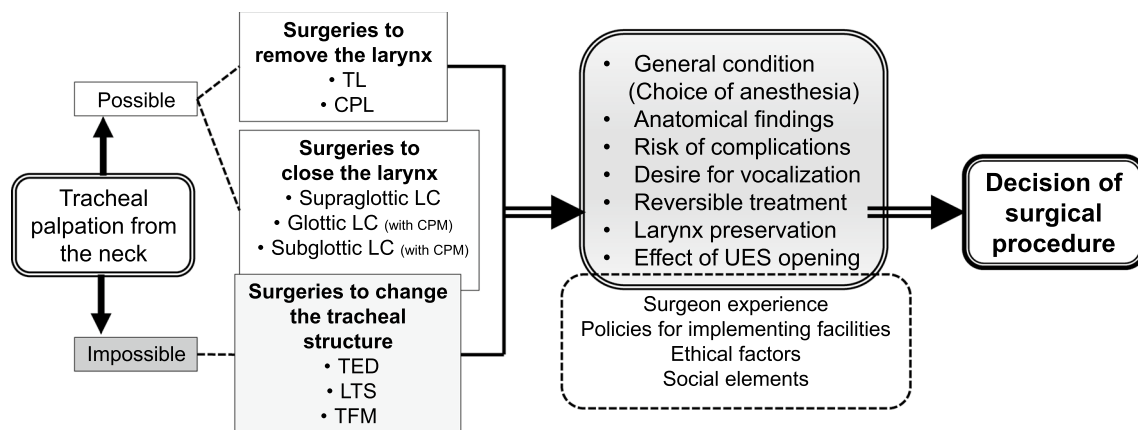 Tracheal
palpation from
the neck
Possible
Impossible
Surgeries to
remove the larynx
• TL
• CPL
Surgeries to
close the larynx
• Supraglottic LC
• Glottic LC (with CPM)
• Subglottic LC (with CPM)
Surgeries to change
the tracheal
structure
• TED
• LTS
• TFM
• General condition
(Choice of anesthesia)
• Anatomical findings
• Risk of complications
• Desire for vocalization
• Reversible treatment
• Larynx preservation
• Effect of UES opening
Surgeon experience
Policies for implementing facilities
Ethical factors
Social elements
Decision of
surgical
procedure